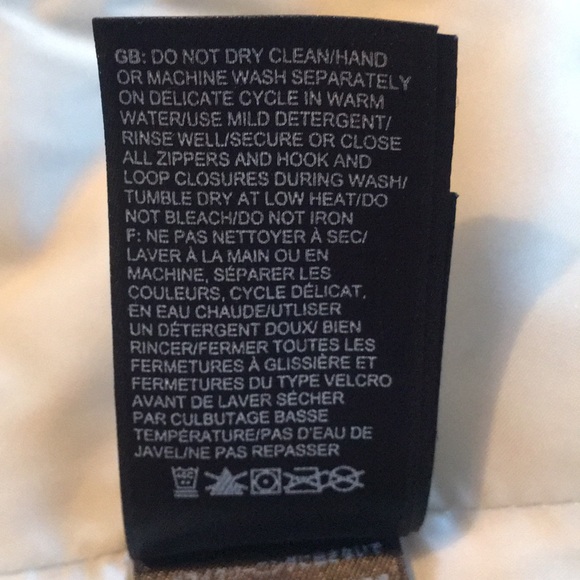 GB: DO NOT DRY CLEAN/HAND
OR MACHINE WASH SEPARATELY
ON DELICATE CYCLE IN WARM
WATER/USE MILD DETERGENT/
RINSE WELL/SECURE OR CLOSE
ALL ZIPPERS AND HOOK AND
LOOP CLOSURES DURING WASH/
TUMBLE DRY AT LOW HEAT/DO
NOT BLEACH/DO NOT IRON
F: NE PAS NETTOYER À SEC/
LAVER À LA MAIN OU EN
MACHINE, SÉPARER LES
COULEURS, CYCLE DÉLICAT,
EN EAU CHAUDE/UTLISER
UN DÉTERGENT DOUX/ BIEN
RINCER/FERMER TOUTES LES
FERMETURES À GLISSIÈRE ET
FERMETURES DU TYPE VELCRO
AVANT DE LAVER SÉCHER
PAR CULBUTAGE BASSE
TEMPÉRATURE/PAS D'EAU DE
JAVEL/NE PAS REPASSER